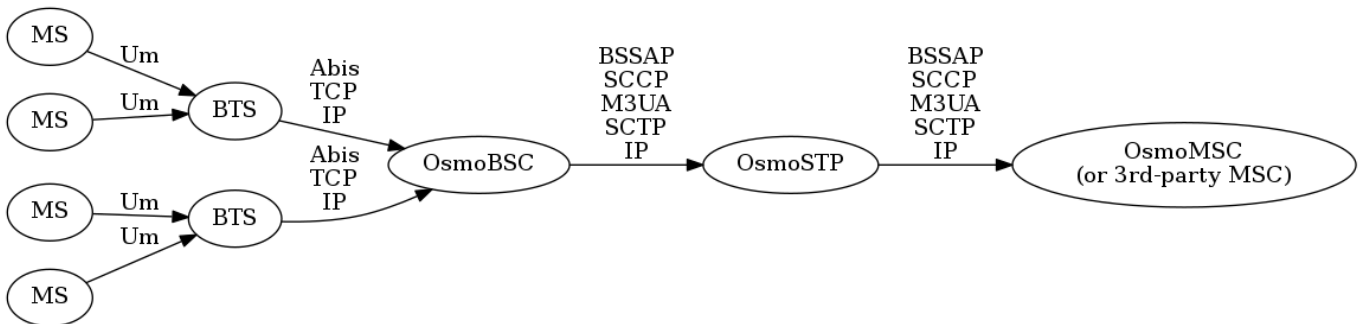 MS
Um
MS
Um
BTS
Abis
TCP
IP
MS
Um
MS
Um
BTS
Abis
TCP
IP
OsmoBSC
BSSAP
SCCP
M3UA
SCTP
IP
OsmoSTP
BSSAP
SCCP
M3UA
SCTP
IP
OsmoMSC
(or 3rd-party MSC)